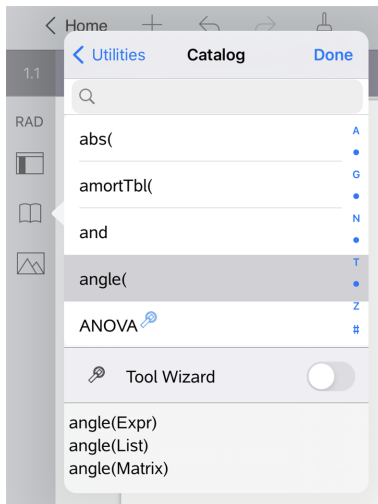 Home
1.1
Utilities
Catalog
Done
RAD
abs(
amortTbl(
and
angle(
ANOVA
A
G
N
T
Z
#
Tool Wizard
angle(Expr)
angle(List)
angle(Matrix)